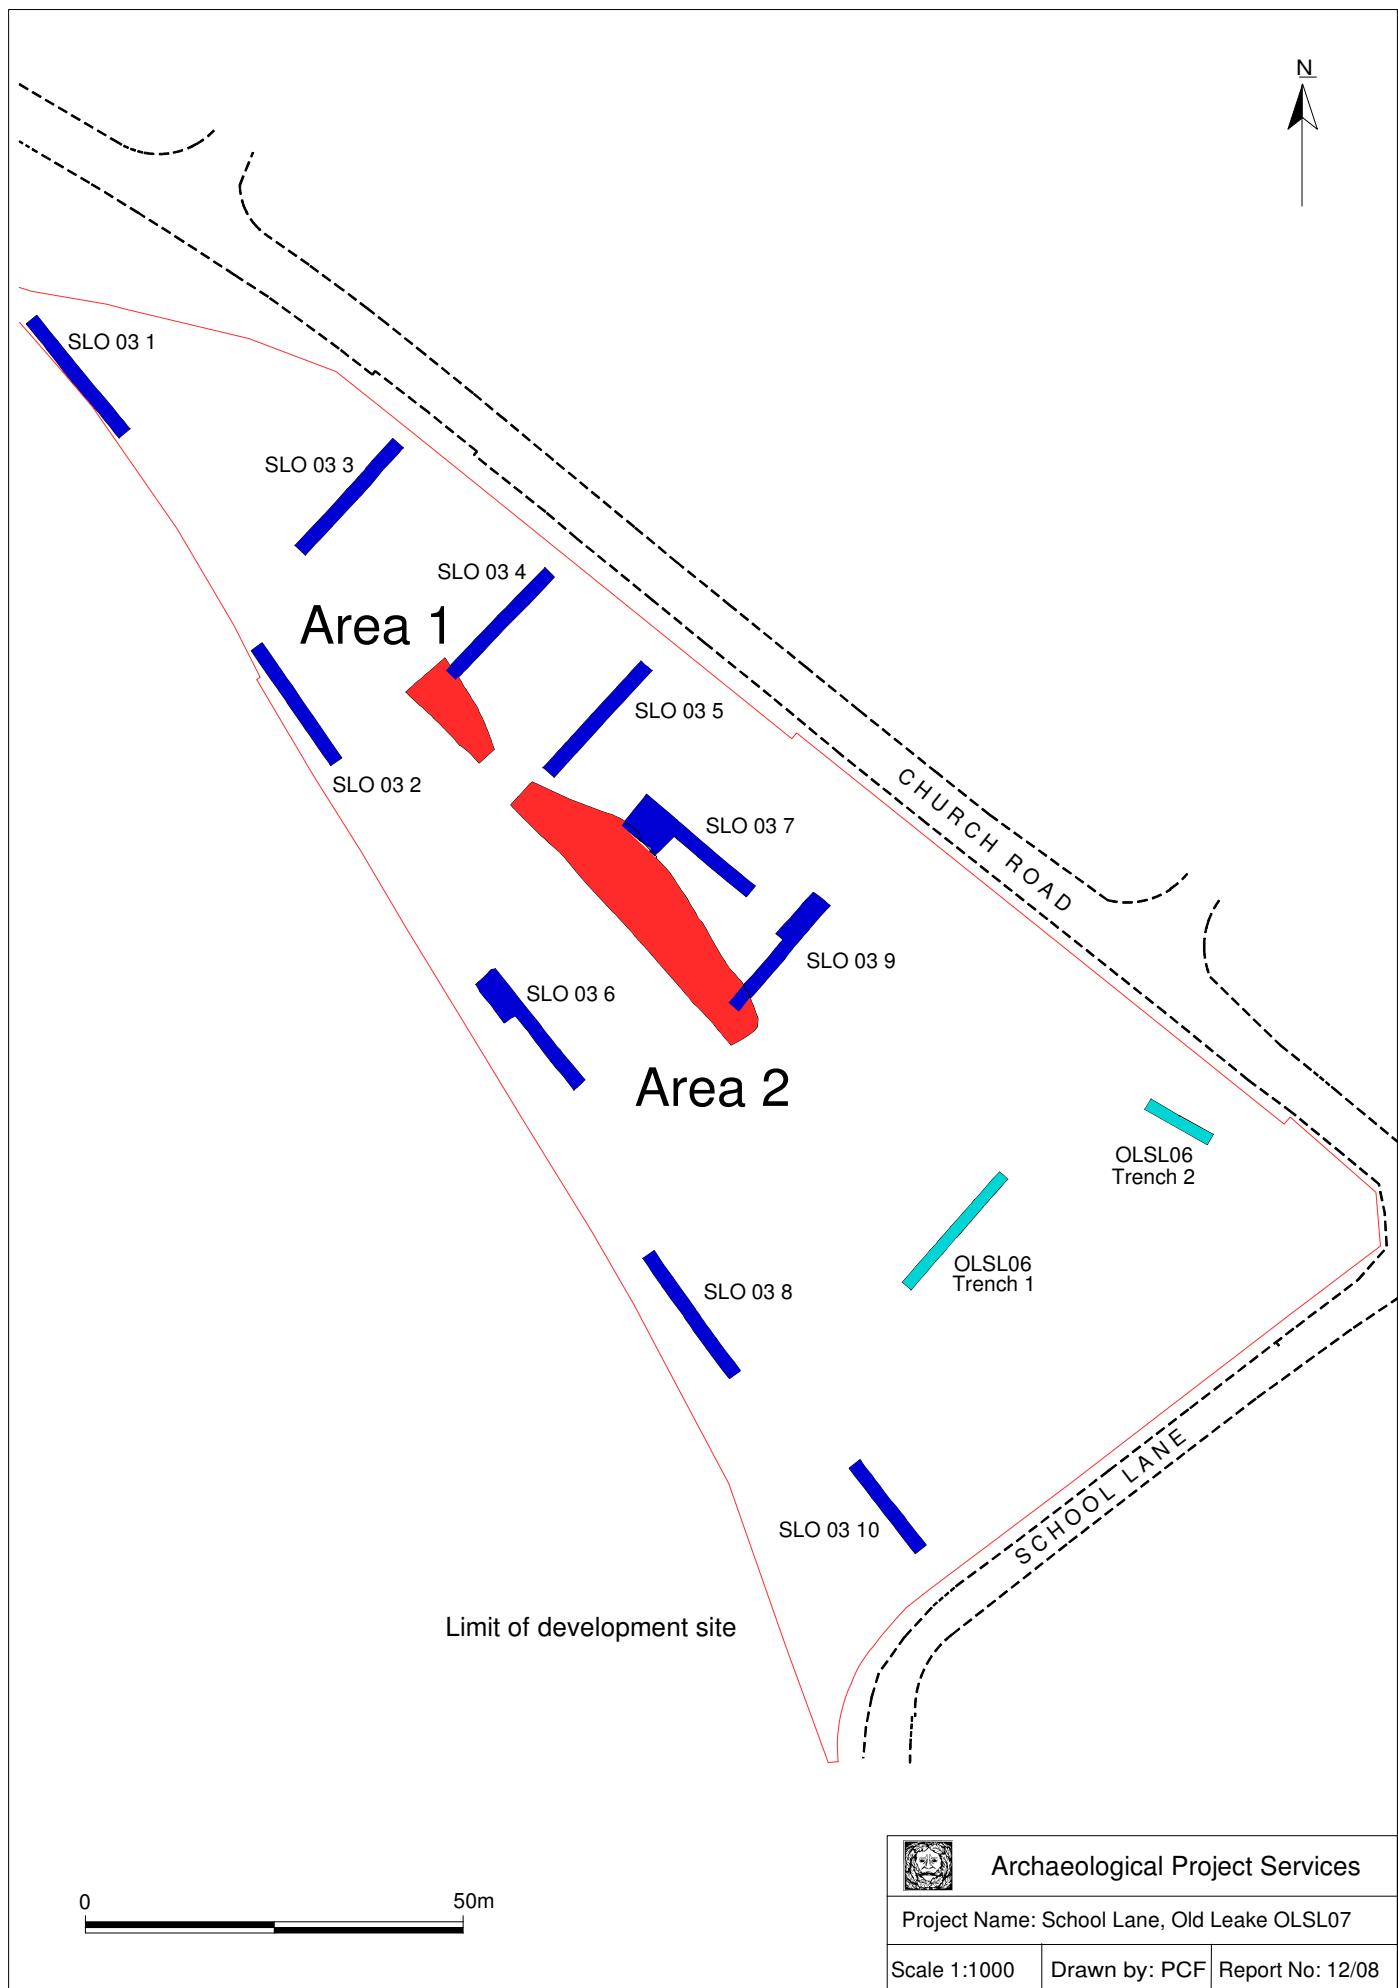 N
SLO 03 1
SLO 03 3
SLO 03 4
Area 1
SLO 03 5
SLO 03 2
CHURCH ROAD
SLO 03 7
SLO 03 9
SLO 03 6
Area 2
OLSL06
Trench 2
OLSL06
Trench 1
SLO 03 8
SCHOOL LANE
SLO 03 10
Limit of development site
0 50m
Archaeological Project Services
Project Name: School Lane, Old Leake OLSL07
Scale 1:1000 Drawn by: PCF Report No: 12/08